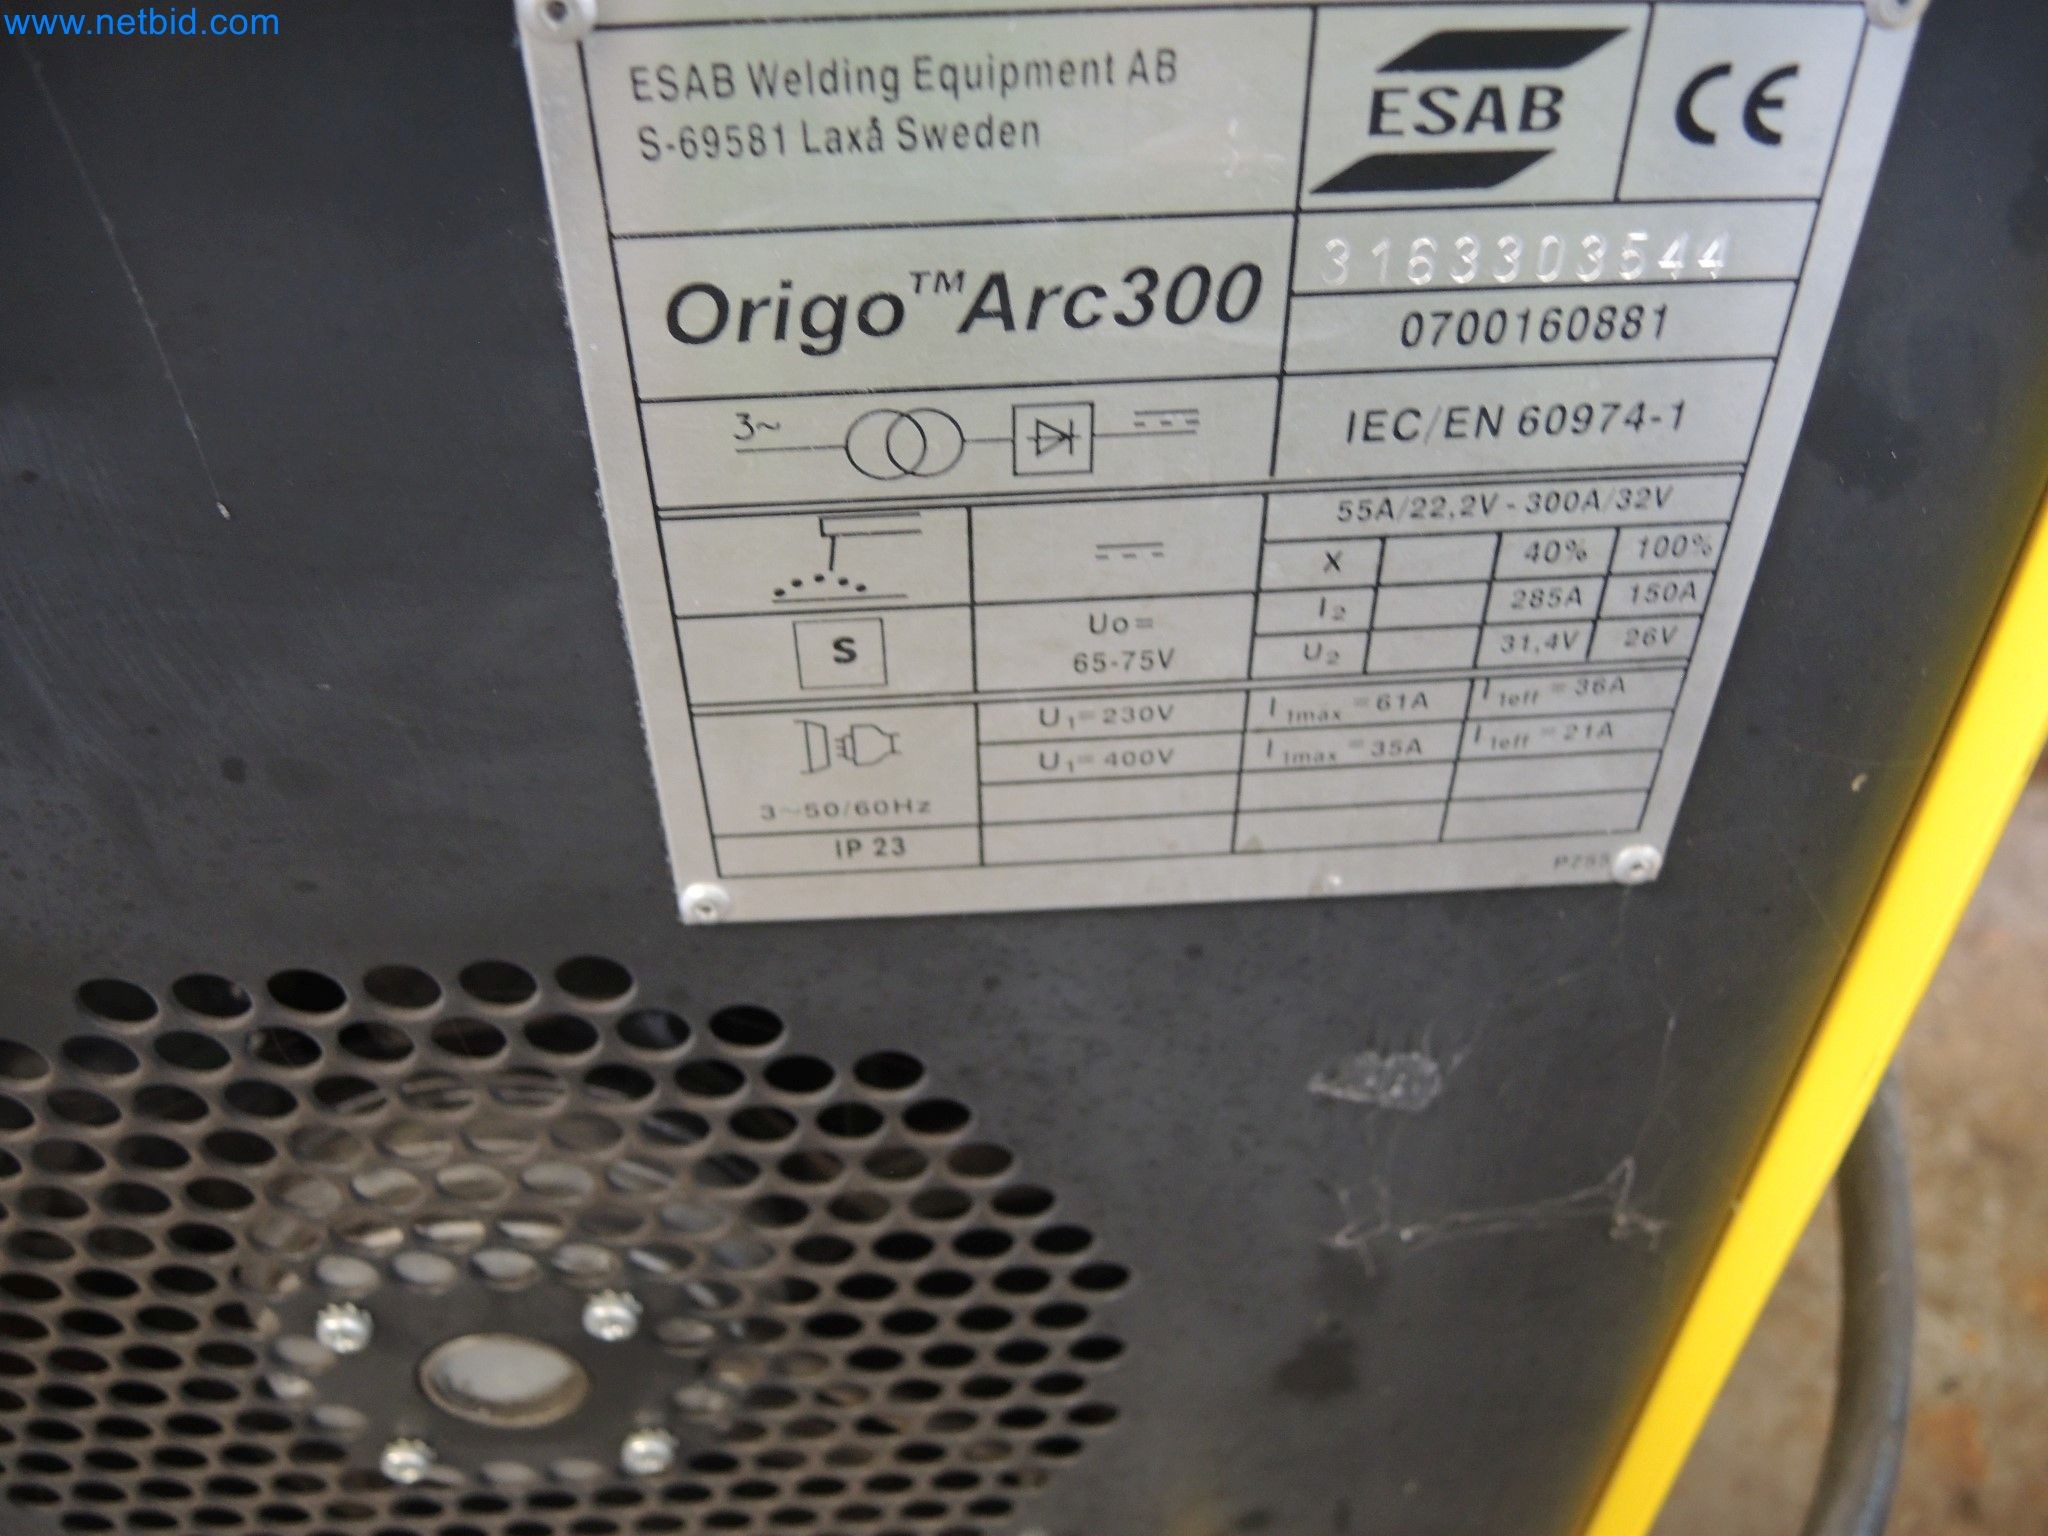 www.netbid.com
ESAB Welding Equipment AB
S-69581 Laxå Sweden
ESAB
CE
Origo™Arc300
3163303544
0700160881
3~
IEC/EN 60974-1
55A/22,2V - 300A/32V
X 40% 100%
I2 285A 150A
U2 31,4V 26V
S
Uo=
65-75V
U1=230V I1max =61A I1eff =36A
U1=400V I1max =35A I1eff =21A
3~50/60Hz
IP 23